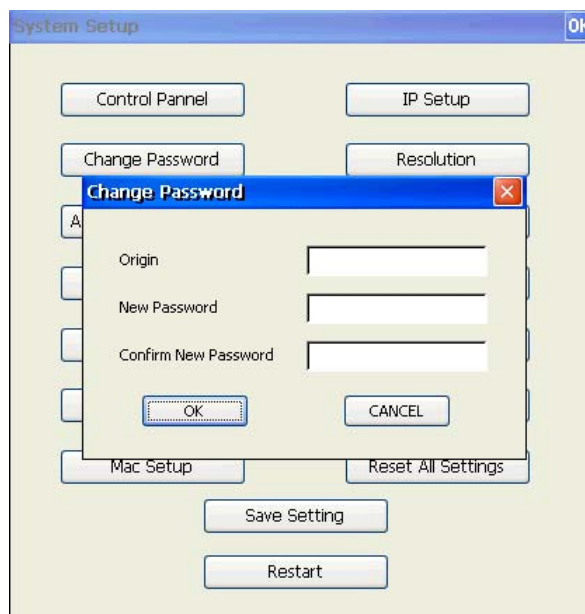 System Setup OK
Control Pannel IP Setup
Change Password Resolution
Change Password
A
Origin
New Password
Confirm New Password
OK CANCEL
Mac Setup Reset All Settings
Save Setting
Restart